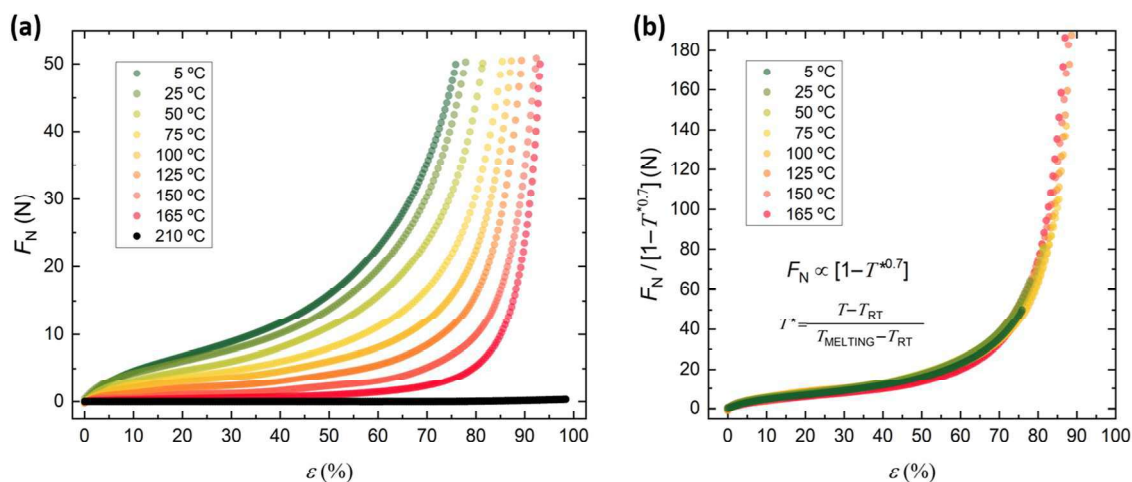 (a)
F_N (N)
50
40
30
20
10
0
5 ºC
25 ºC
50 ºC
75 ºC
100 ºC
125 ºC
150 ºC
165 ºC
210 ºC
0 10 20 30 40 50 60 70 80 90 100
ε (%)
(b)
F_N / [1−T*^0.7] (N)
180
160
140
120
100
80
60
40
20
0
5 ºC
25 ºC
50 ºC
75 ºC
100 ºC
125 ºC
150 ºC
165 ºC
F_N ∝ [1−T*^0.7]
T* = (T−T_RT) / (T_MELTING−T_RT)
0 10 20 30 40 50 60 70 80 90 100
ε (%)